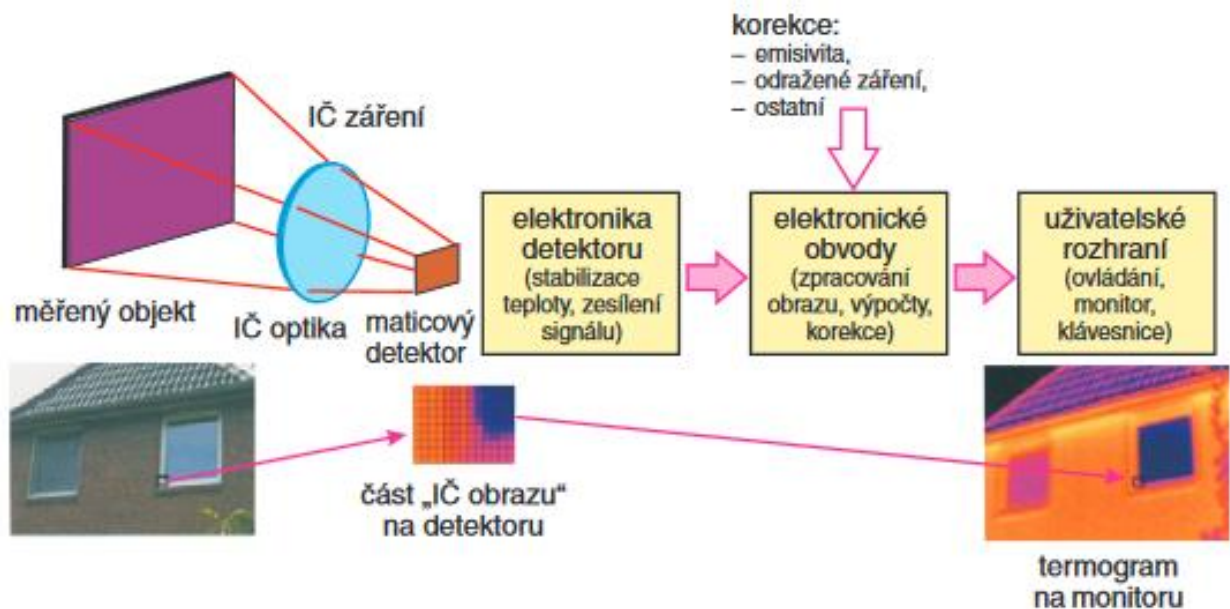 korekce:
– emisivita,
– odražené záření,
– ostatní
IČ záření
měřený objekt
IČ optika
maticový
detektor
elektronika
detektoru
(stabilizace
teploty, zesílení
signálu)
elektronické
obvody
(zpracování
obrazu, výpočty,
korekce)
uživatelské
rozhraní
(ovládání,
monitor,
klávesnice)
část „IČ obrazu“
na detektoru
termogram
na monitoru